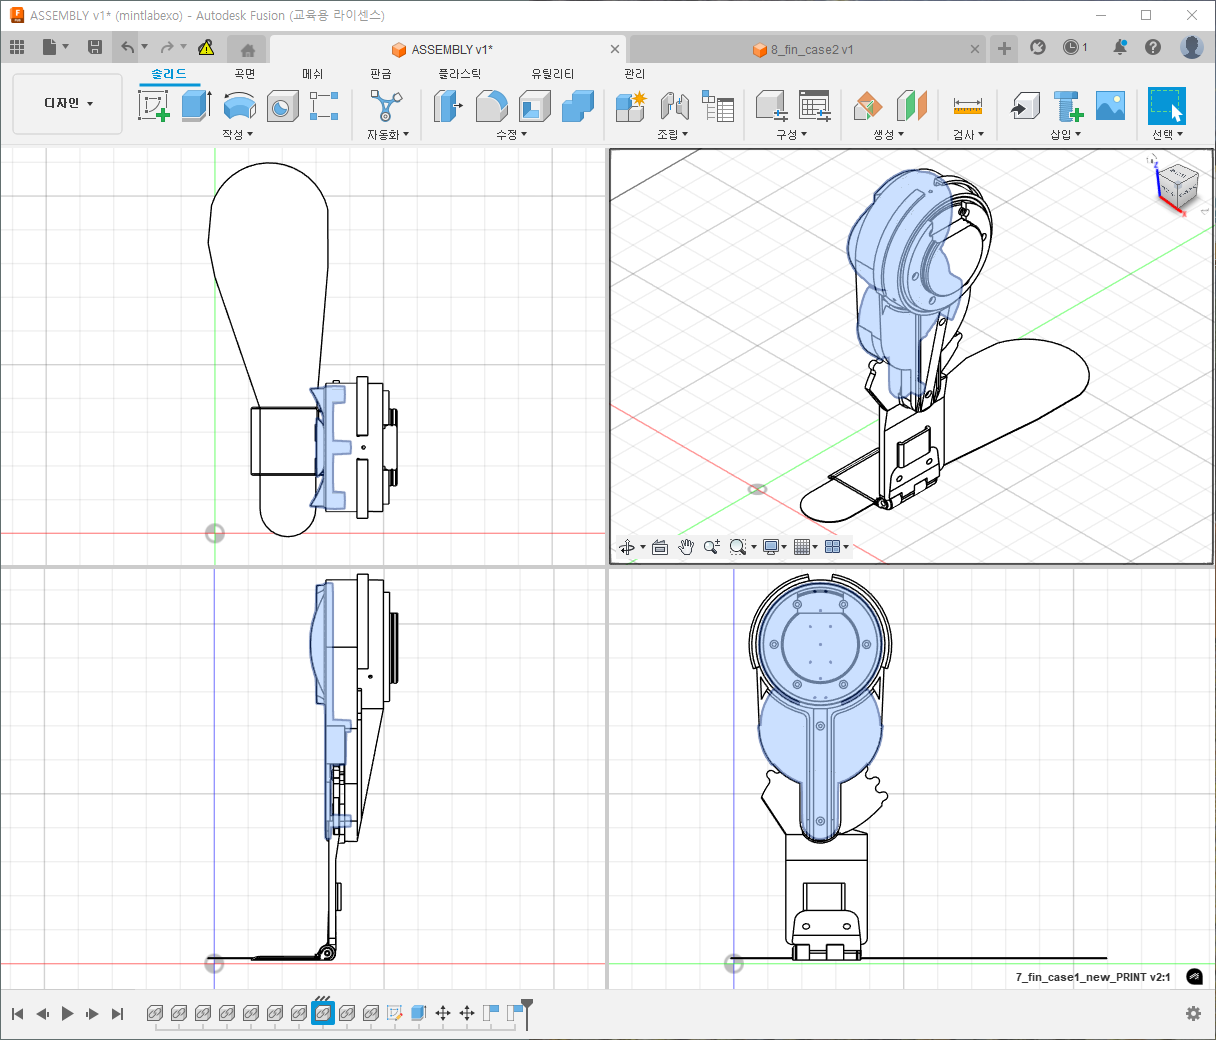 ASSEMBLY v1* (mintlabexo) - Autodesk Fusion (교육용 라이센스)
ASSEMBLY v1*
8_fin_case2 v1
1
디자인
솔리드
곡면
메쉬
판금
플라스틱
유틸리티
관리
작성
자동화
수정
조립
구성
생성
검사
삽입
선택
Z
X
7_fin_case1_new_PRINT v2:1